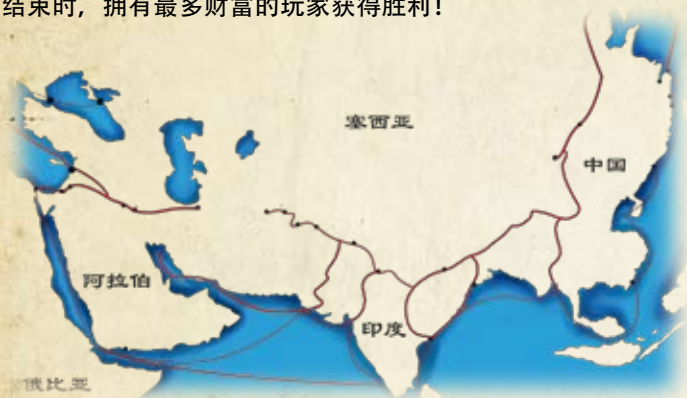 结束时，拥有最多财富的玩家获得胜利！
塞西亚
中国
阿拉伯
印度
俄比亚